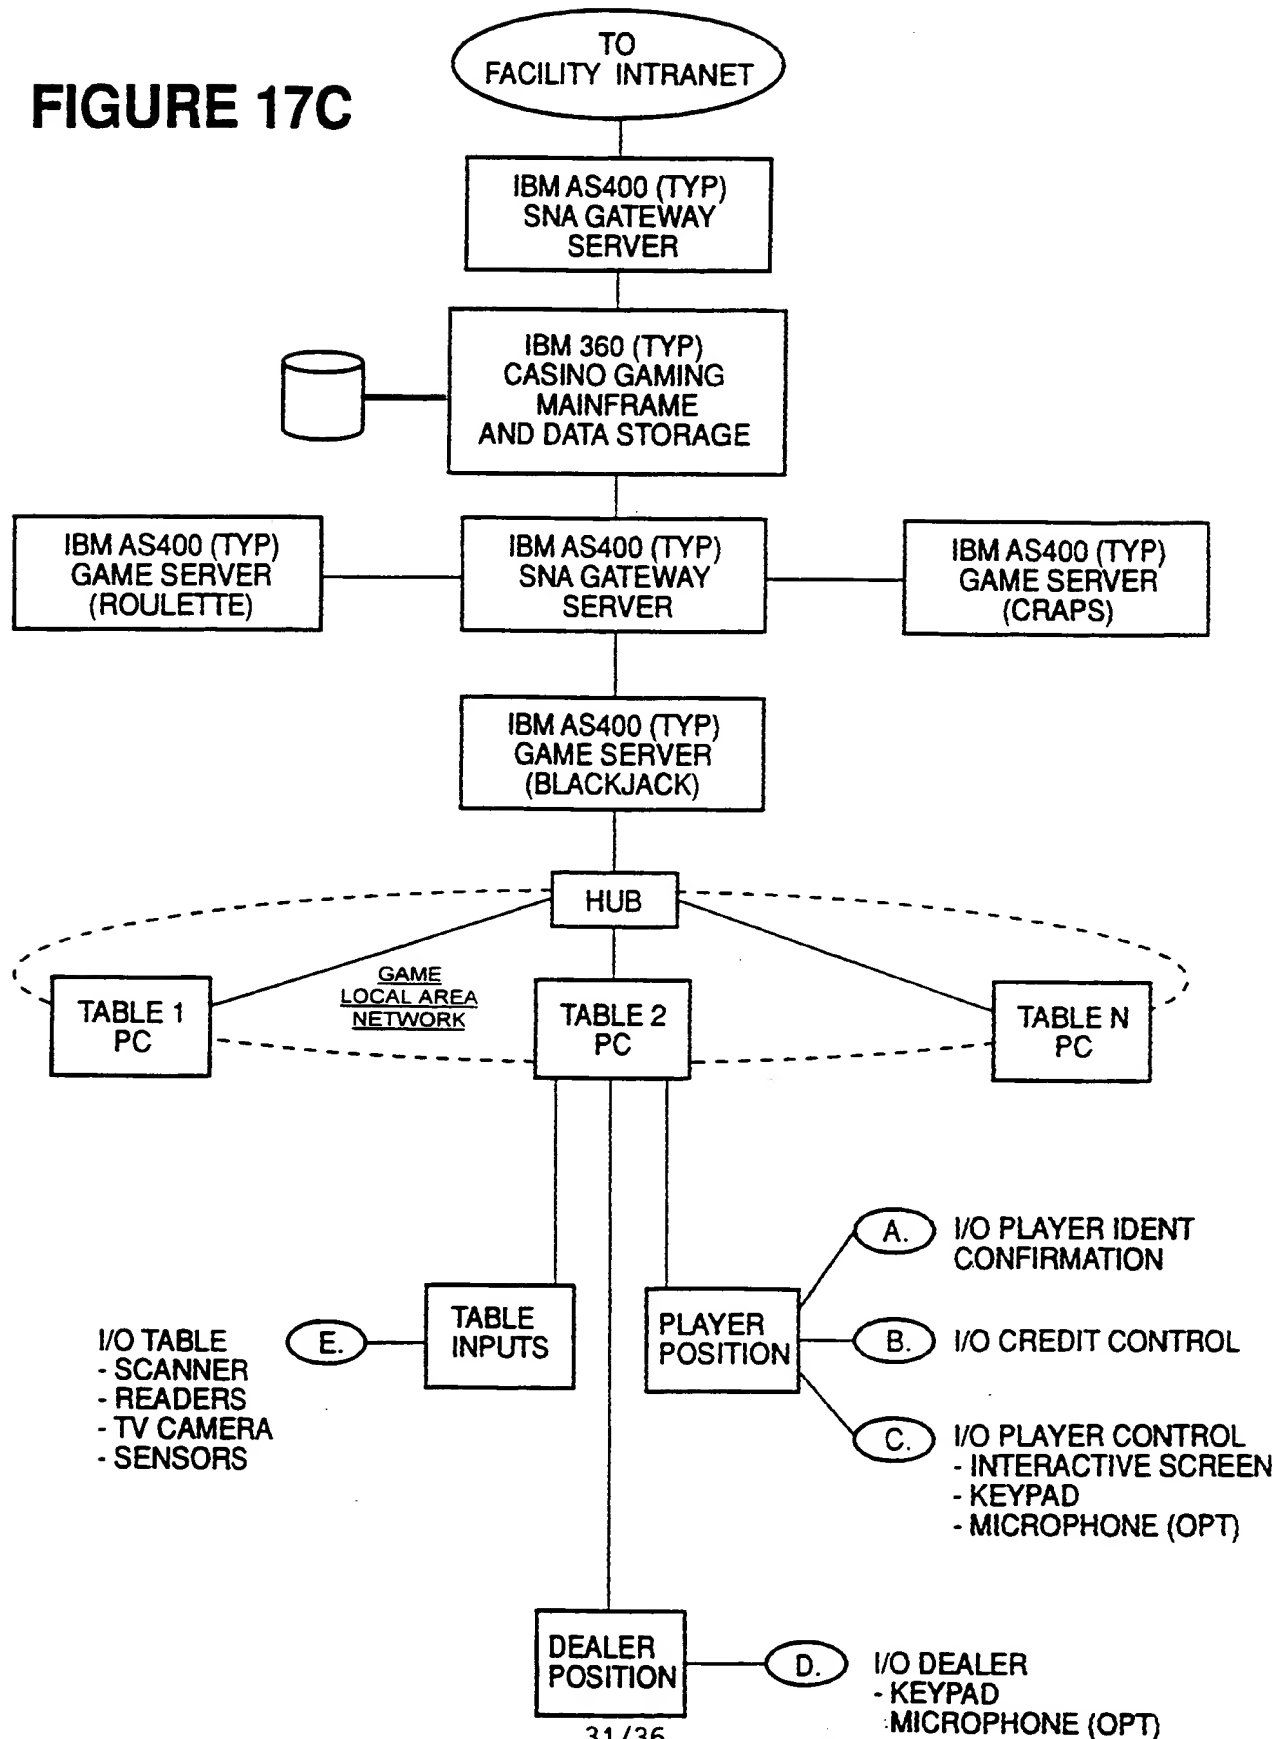 TO
FACILITY INTRANET
FIGURE 17C
IBM AS400 (TYP)
SNA GATEWAY
SERVER
IBM 360 (TYP)
CASINO GAMING
MAINFRAME
AND DATA STORAGE
IBM AS400 (TYP)
GAME SERVER
(ROULETTE)
IBM AS400 (TYP)
SNA GATEWAY
SERVER
IBM AS400 (TYP)
GAME SERVER
(CRAPS)
IBM AS400 (TYP)
GAME SERVER
(BLACKJACK)
HUB
GAME
LOCAL AREA
NETWORK
TABLE 1
PC
TABLE 2
PC
TABLE N
PC
A.
I/O PLAYER IDENT
CONFIRMATION
TABLE
INPUTS
PLAYER
POSITION
B.
I/O CREDIT CONTROL
E.
I/O TABLE
- SCANNER
- READERS
- TV CAMERA
- SENSORS
C.
I/O PLAYER CONTROL
- INTERACTIVE SCREEN
- KEYPAD
- MICROPHONE (OPT)
DEALER
POSITION
D.
I/O DEALER
- KEYPAD
- MICROPHONE (OPT)
31/36